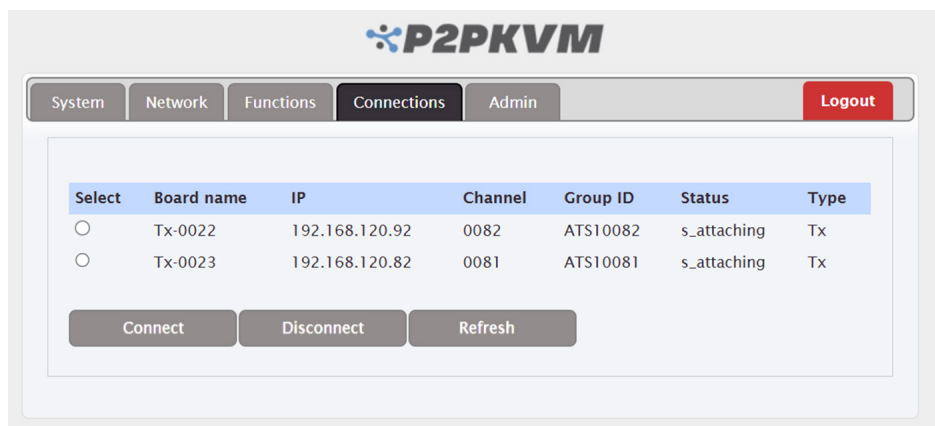 P2PKVM
System Network Functions Connections Admin Logout
Select Board name IP Channel Group ID Status Type
Tx-0022 192.168.120.92 0082 ATS10082 s_attaching Tx
Tx-0023 192.168.120.82 0081 ATS10081 s_attaching Tx
Connect Disconnect Refresh